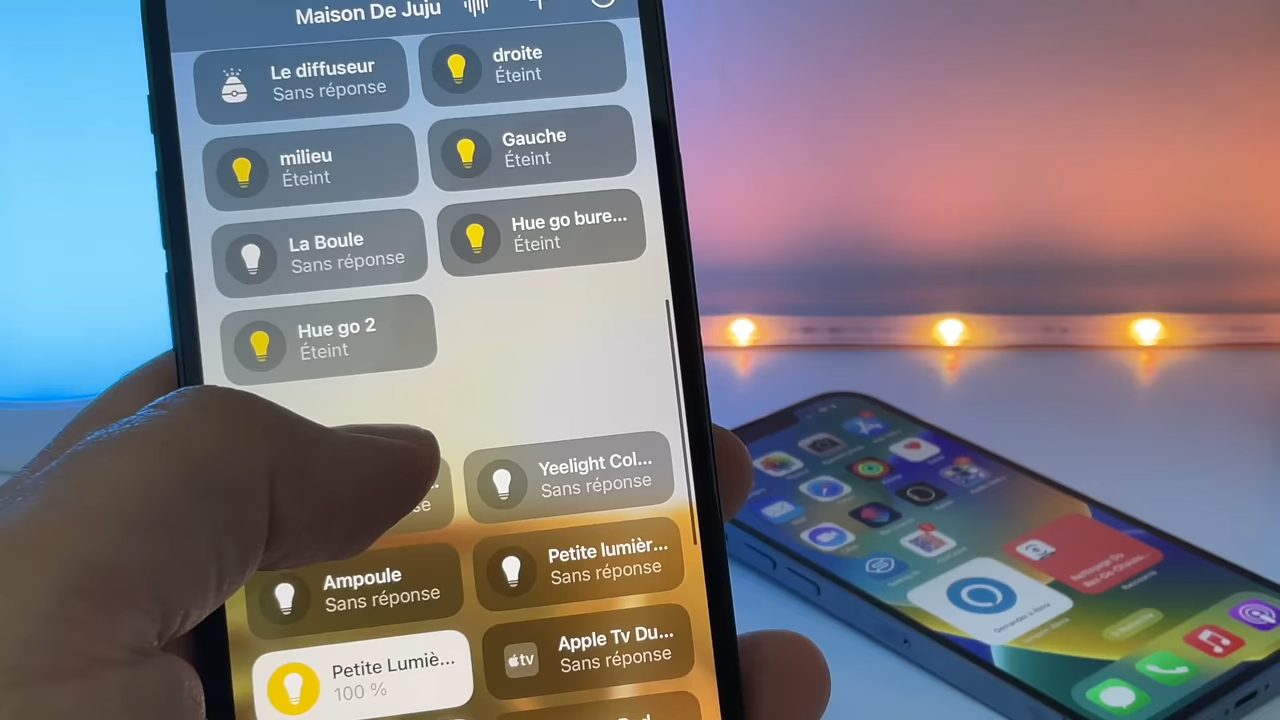 Maison De Juju
Le diffuseur
Sans réponse
droite
Éteint
milieu
Éteint
Gauche
Éteint
La Boule
Sans réponse
Hue go bure...
Éteint
Hue go 2
Éteint
Yeelight Col...
Sans réponse
Ampoule
Sans réponse
Petite lumièr...
Sans réponse
Petite Lumiè...
100 %
tv
Apple Tv Du...
Sans réponse